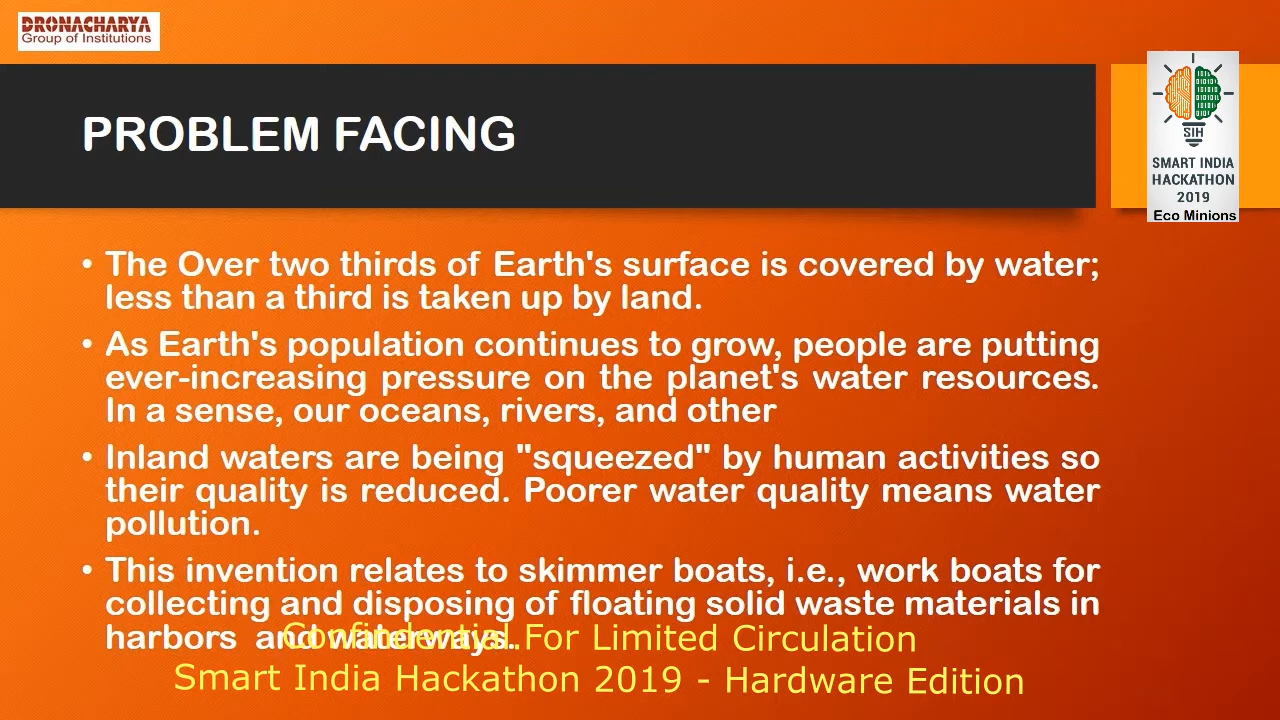 DRONACHARYA
Group of Institutions
PROBLEM FACING
SIH
SMART INDIA
HACKATHON
2019
Eco Minions
• The Over two thirds of Earth's surface is covered by water;
less than a third is taken up by land.
• As Earth's population continues to grow, people are putting
ever-increasing pressure on the planet's water resources.
In a sense, our oceans, rivers, and other
• Inland waters are being "squeezed" by human activities so
their quality is reduced. Poorer water quality means water
pollution.
• This invention relates to skimmer boats, i.e., work boats for
collecting and disposing of floating solid waste materials in
harbors and waterways.
For Limited Circulation
Smart India Hackathon 2019 - Hardware Edition